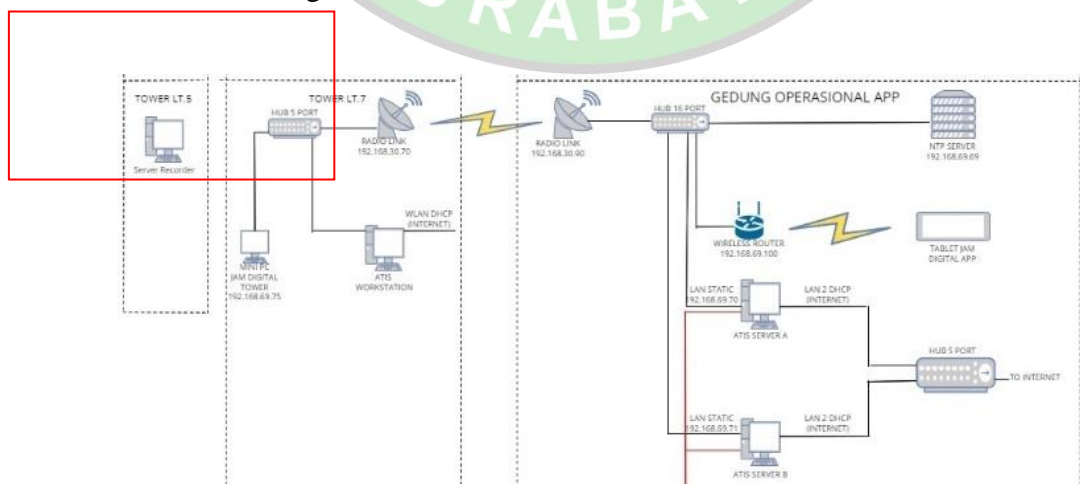 RABA
TOWER LT.5
Server Recorder
TOWER LT.7
HUB 5 PORT
RADIO LINK
192.168.30.70
WLAN DHCP
(INTERNET)
MINI PC
JAM DIGITAL
TOWER
192.168.69.75
ATIS
WORKSTATION
GEDUNG OPERASIONAL APP
RADIO LINK
192.168.30.90
HUB 16 PORT
NTP SERVER
192.168.69.69
WIRELESS ROUTER
192.168.69.100
TABLET JAM
DIGITAL APP
LAN STATIC
192.168.69.70
LAN 2 DHCP
(INTERNET)
ATIS SERVER A
HUB 5 PORT
TO INTERNET
LAN STATIC
192.168.69.71
LAN 2 DHCP
(INTERNET)
ATIS SERVER B